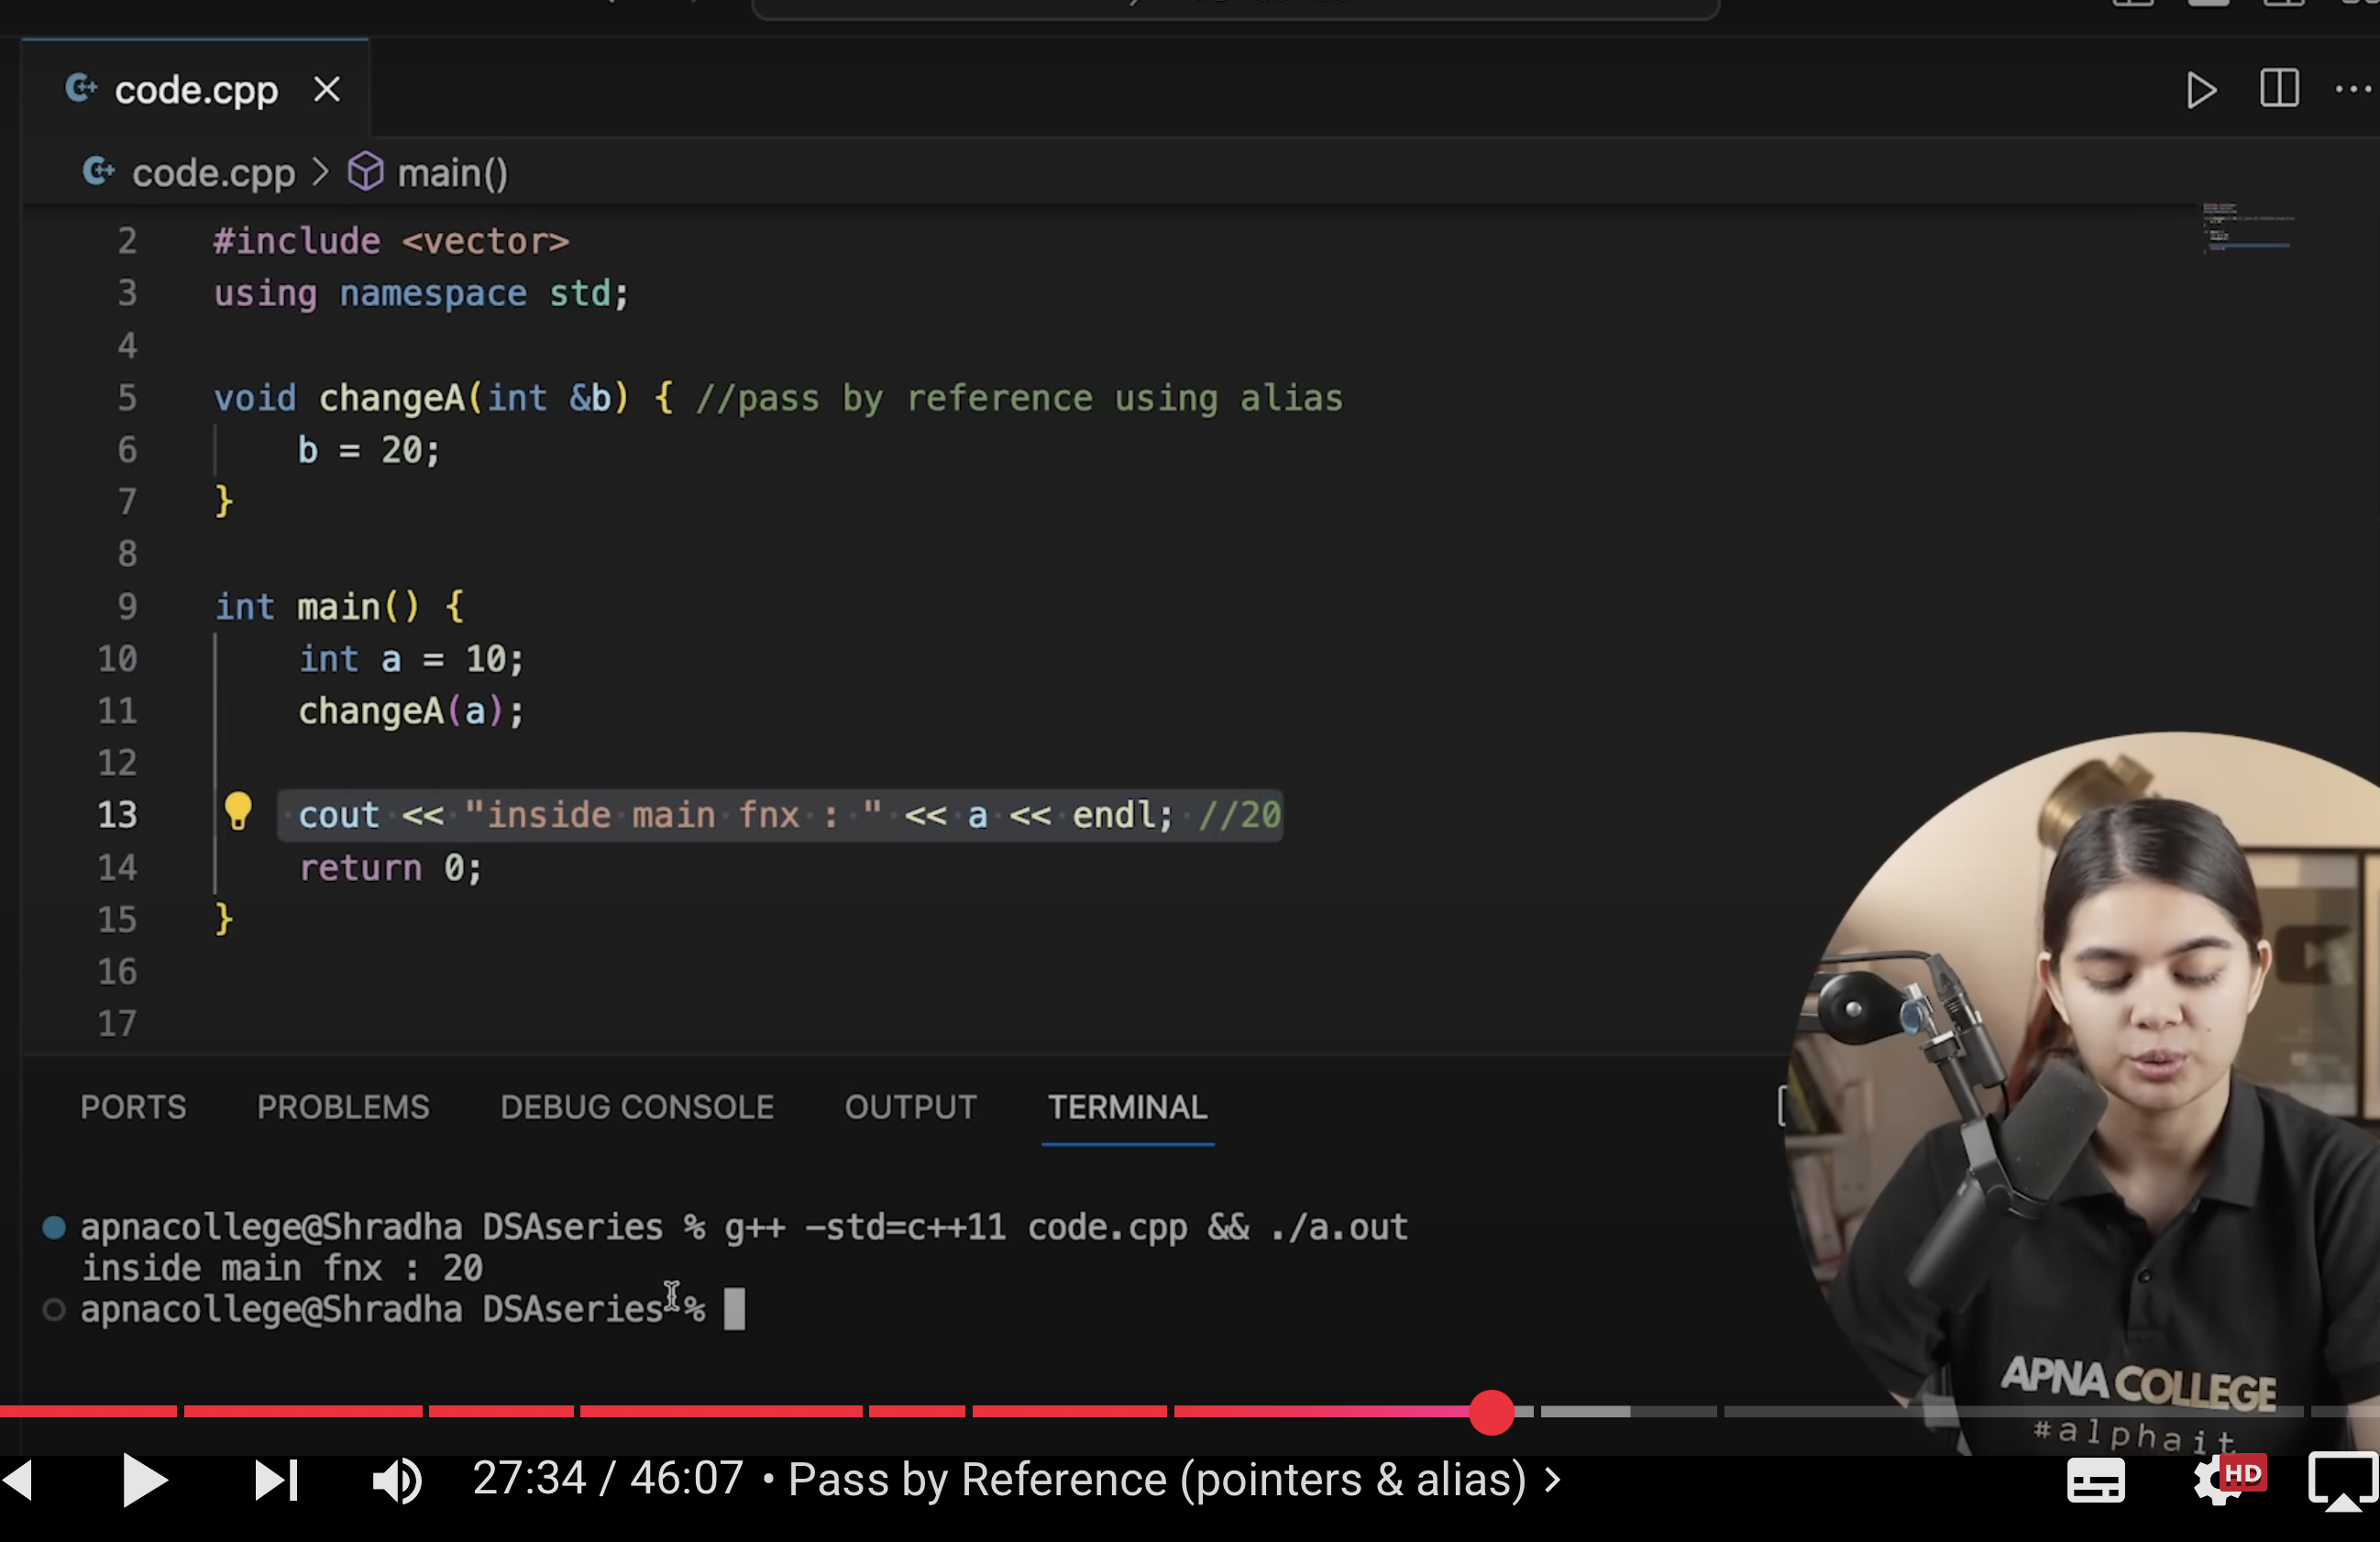 code.cpp
code.cpp > main()
2 #include <vector>
3 using namespace std;
4
5 void changeA(int &b) { //pass by reference using alias
6 b = 20;
7 }
8
9 int main() {
10 int a = 10;
11 changeA(a);
12
13 cout << "inside main fnx : " << a << endl; //20
14 return 0;
15 }
16
17
PORTS PROBLEMS DEBUG CONSOLE OUTPUT TERMINAL
apnacollege@Shradha DSAseries % g++ -std=c++11 code.cpp && ./a.out
inside main fnx : 20
apnacollege@Shradha DSAseries %
APNA COLLEGE
#alphait
27:34 / 46:07 • Pass by Reference (pointers & alias) >
HD